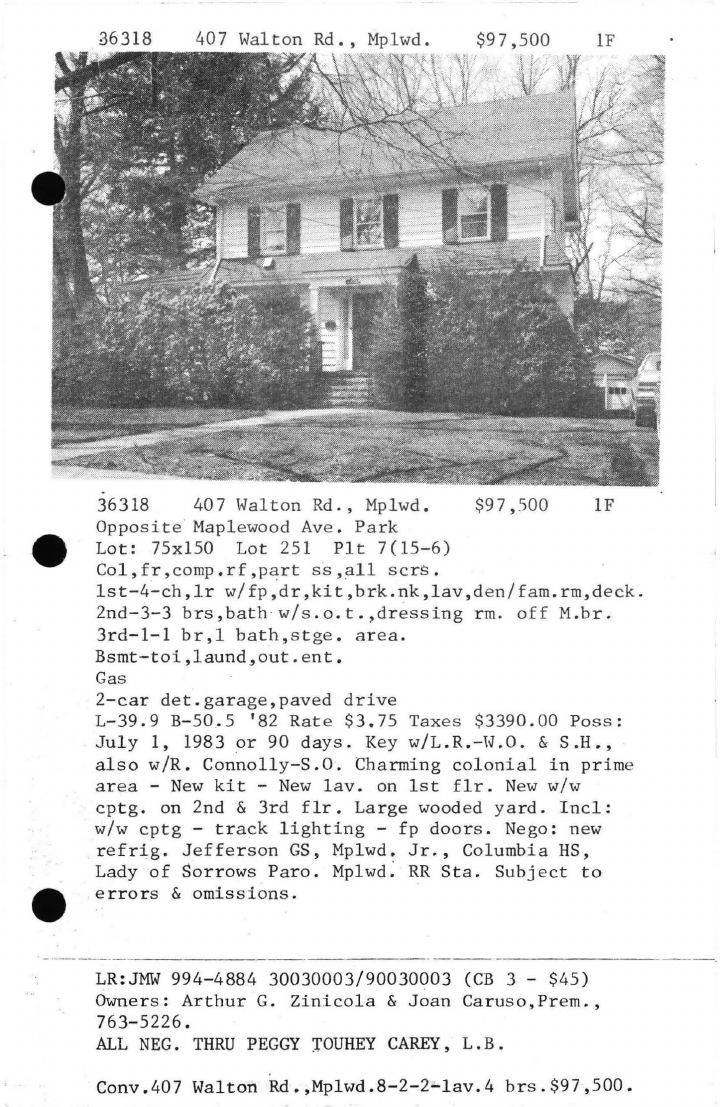 36318 407 Walton Rd., Mplwd. $97,500 1F
36318 407 Walton Rd., Mplwd. $97,500 1F
Opposite Maplewood Ave. Park
Lot: 75x150 Lot 251 Plt 7(15-6)
Col,fr,comp.rf,part ss,all scrs.
1st-4-ch,lr w/fp,dr,kit,brk.nk,lav,den/fam.rm,deck.
2nd-3-3 brs,bath w/s.o.t.,dressing rm. off M.br.
3rd-1-1 br,1 bath,stge. area.
Bsmt-toi,laund,out.ent.
Gas
2-car det.garage,paved drive
L-39.9 B-50.5 '82 Rate $3.75 Taxes $3390.00 Poss:
July 1, 1983 or 90 days. Key w/L.R.-W.O. & S.H.,
also w/R. Connolly-S.O. Charming colonial in prime
area - New kit - New lav. on 1st flr. New w/w
cptg. on 2nd & 3rd flr. Large wooded yard. Incl:
w/w cptg - track lighting - fp doors. Nego: new
refrig. Jefferson GS, Mplwd. Jr., Columbia HS,
Lady of Sorrows Paro. Mplwd. RR Sta. Subject to
errors & omissions.
LR:JMW 994-4884 30030003/90030003 (CB 3 - $45)
Owners: Arthur G. Zinicola & Joan Caruso,Prem.,
763-5226.
ALL NEG. THRU PEGGY TOUHEY CAREY, L.B.
Conv.407 Walton Rd.,Mplwd.8-2-2-lav.4 brs.$97,500.